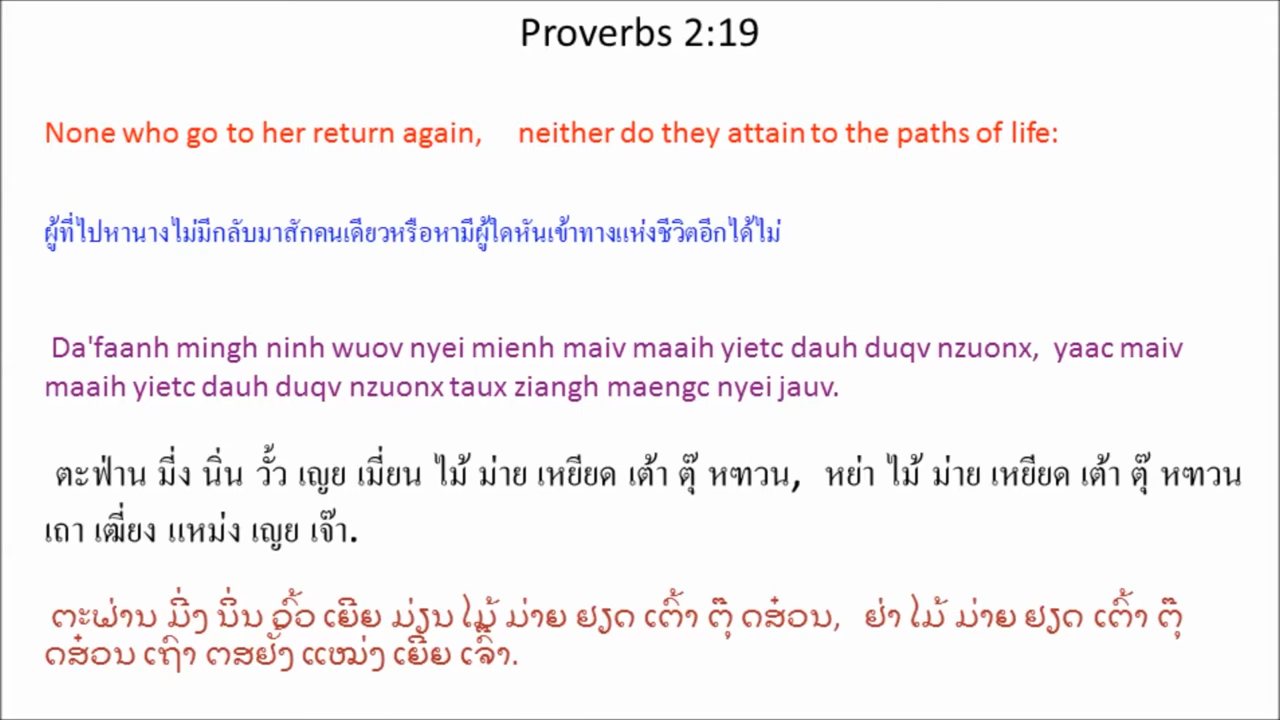 Proverbs 2:19
None who go to her return again, neither do they attain to the paths of life:
ผู้ที่ไปหานางไม่มีกลับมาสักคนเดียวหรือหามีผู้ใดหันเข้าทางแห่งชีวิตอีกได้ไม่
Da'faanh mingh ninh wuov nyei mienh maiv maaih yietc dauh duqv nzuonx, yaac maiv
maaih yietc dauh duqv nzuonx taux ziangh maengc nyei jauv.
ตะฟ่าน มี่ง นิ่น วั้ว เญย เมี่ยน ไม้ ม่าย เหยียด เต้า ตุ๊ หฑวน, หย่า ไม้ ม่าย เหยียด เต้า ตุ๊ หฑวน
เถา เฒี่ยง แหม่ง เญย เจ๊า.
ຕະຟ່ານ ມີ່ງ ນິ່ນ ວົ້ວ ເຍີຍ ມ່ຽນ ໄມ້ ມ່າຍ ຢຽດ ເຕົ້າ ຕຸ໊ ດສ໋ວນ, ຢ່າ ໄມ້ ມ່າຍ ຢຽດ ເຕົ້າ ຕຸ໊
ດສ໋ວນ ເຖົາ ຕສຢັ່ງ ແໝ່ງ ເຍີຍ ເຈົ໊າ.